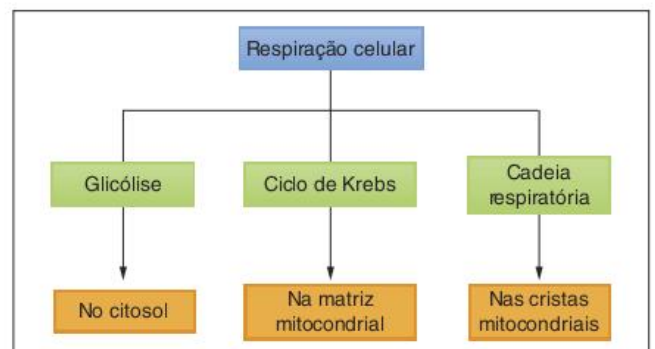 Respiração celular
Glicólise
Ciclo de Krebs
Cadeia
respiratória
No citosol
Na matriz
mitocondrial
Nas cristas
mitocondriais